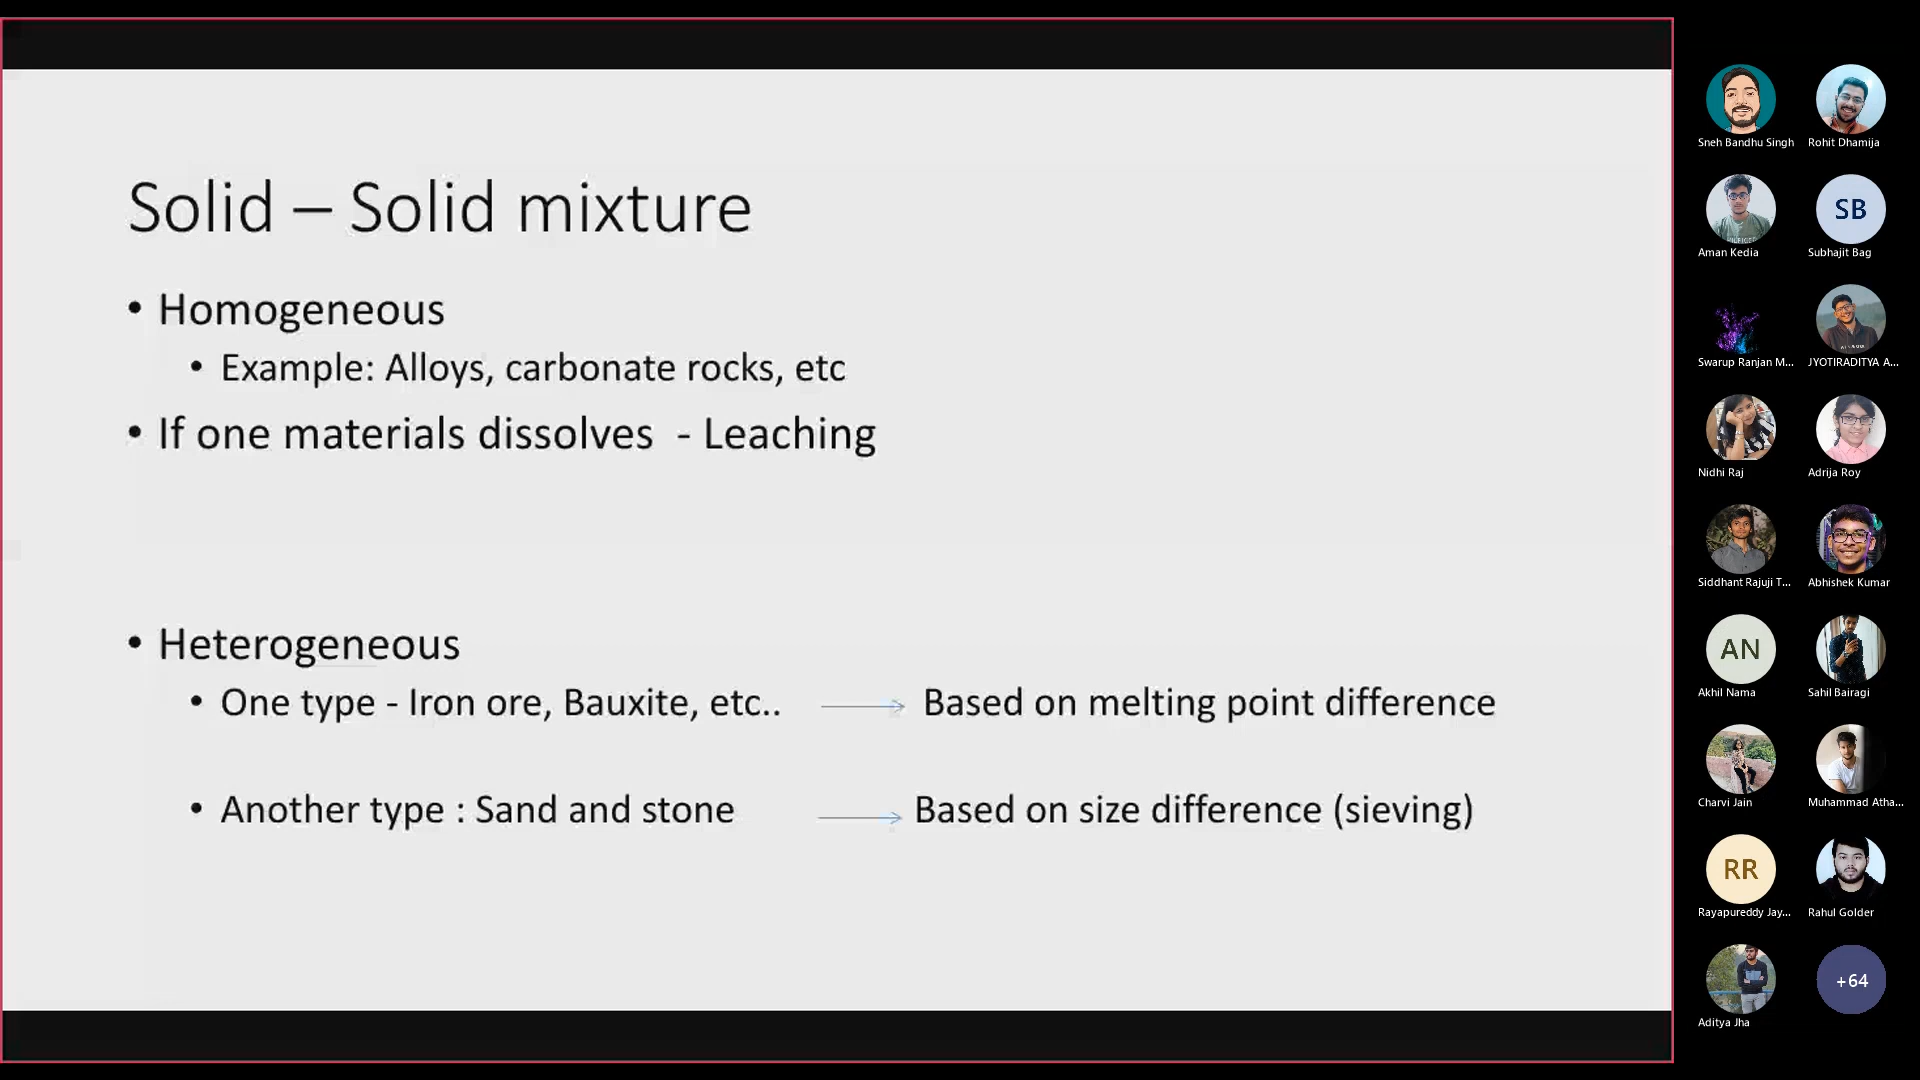 Solid – Solid mixture
• Homogeneous
• Example: Alloys, carbonate rocks, etc
• If one materials dissolves - Leaching
• Heterogeneous
• One type - Iron ore, Bauxite, etc.. Based on melting point difference
• Another type : Sand and stone Based on size difference (sieving)
Sneh Bandhu Singh
Rohit Dhamija
Aman Kedia
SB
Subhajit Bag
Swarup Ranjan M...
JYOTIRADITYA A...
Nidhi Raj
Adrija Roy
Siddhant Rajuji T...
Abhishek Kumar
AN
Akhil Nama
Sahil Bairagi
Charvi Jain
Muhammad Atha...
RR
Rayapureddy Jay...
Rahul Golder
Aditya Jha
+64